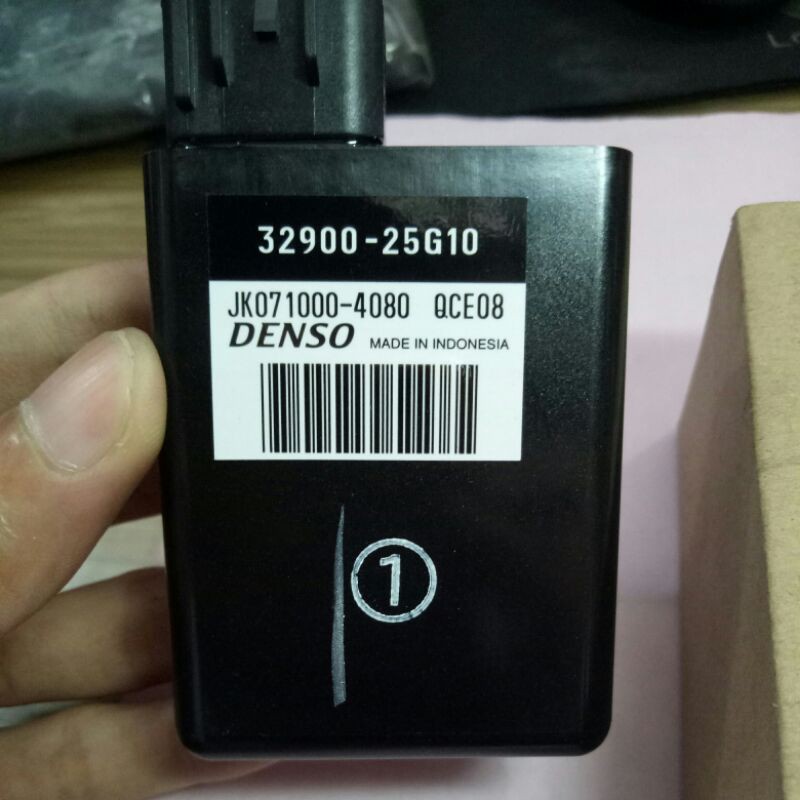 32900-25G10
JK071000-4080 QCE08
DENSO MADE IN INDONESIA
1